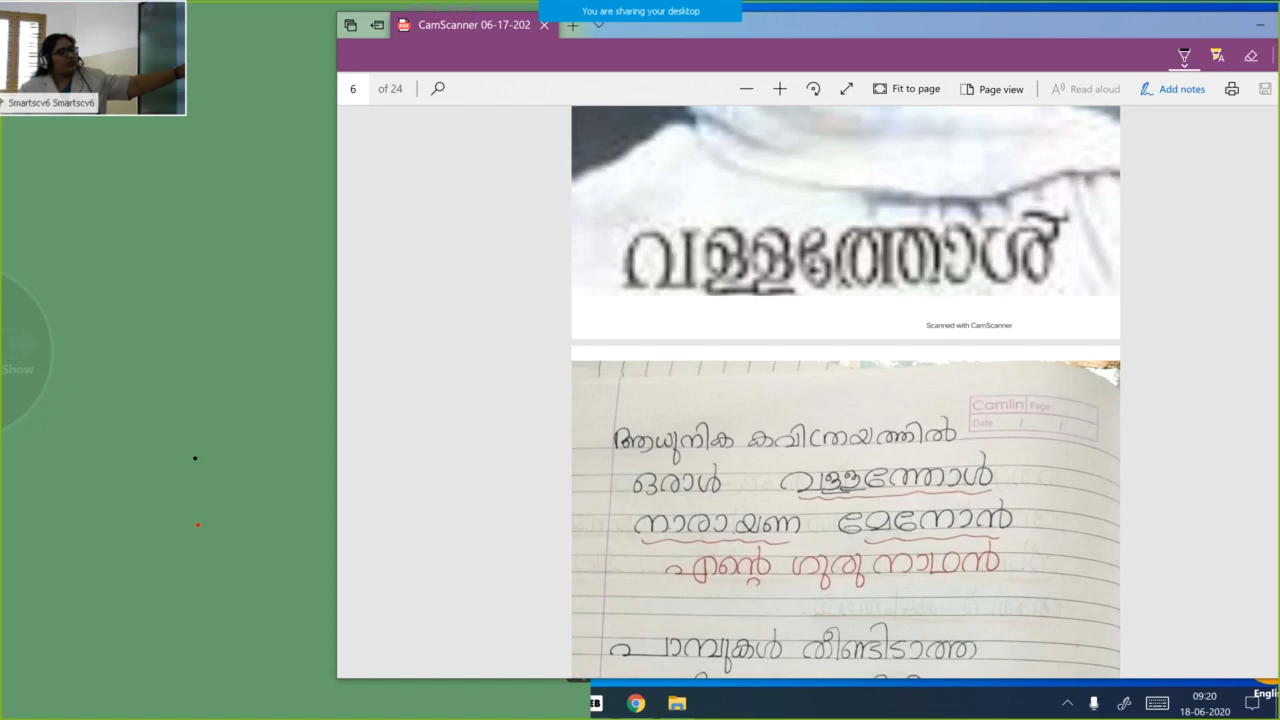 You are sharing your desktop
CamScanner 06-17-202
Smartscv6 Smartscv6
6 of 24
Fit to page
Page view
Read aloud
Add notes
വള്ളത്തോൾ
Scanned with CamScanner
Show
Camlin Page
Date / /
ആധുനിക കവിത്രയത്തിൽ
ഒരാൾ വള്ളത്തോൾ
നാരായണ മേനോൻ
എന്റെ ഗുരുനാഥൻ
പാമ്പുകൾ തീണ്ടിടാത്ത
EB
09:20
18-06-2020
Engli